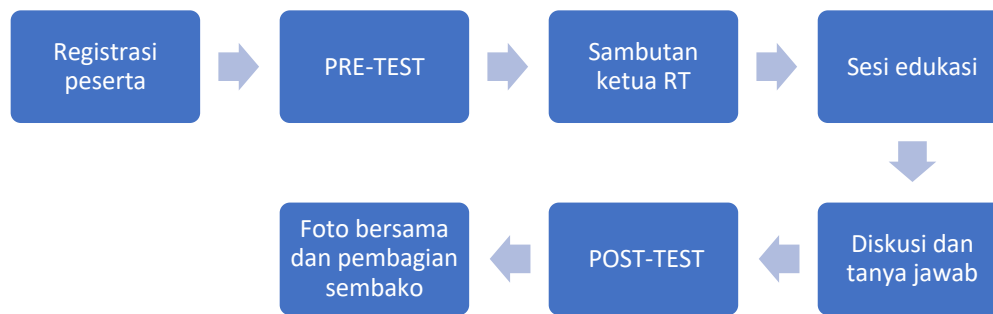 Registrasi
peserta
PRE-TEST
Sambutan
ketua RT
Sesi edukasi
Diskusi dan
tanya jawab
POST-TEST
Foto bersama
dan pembagian
sembako